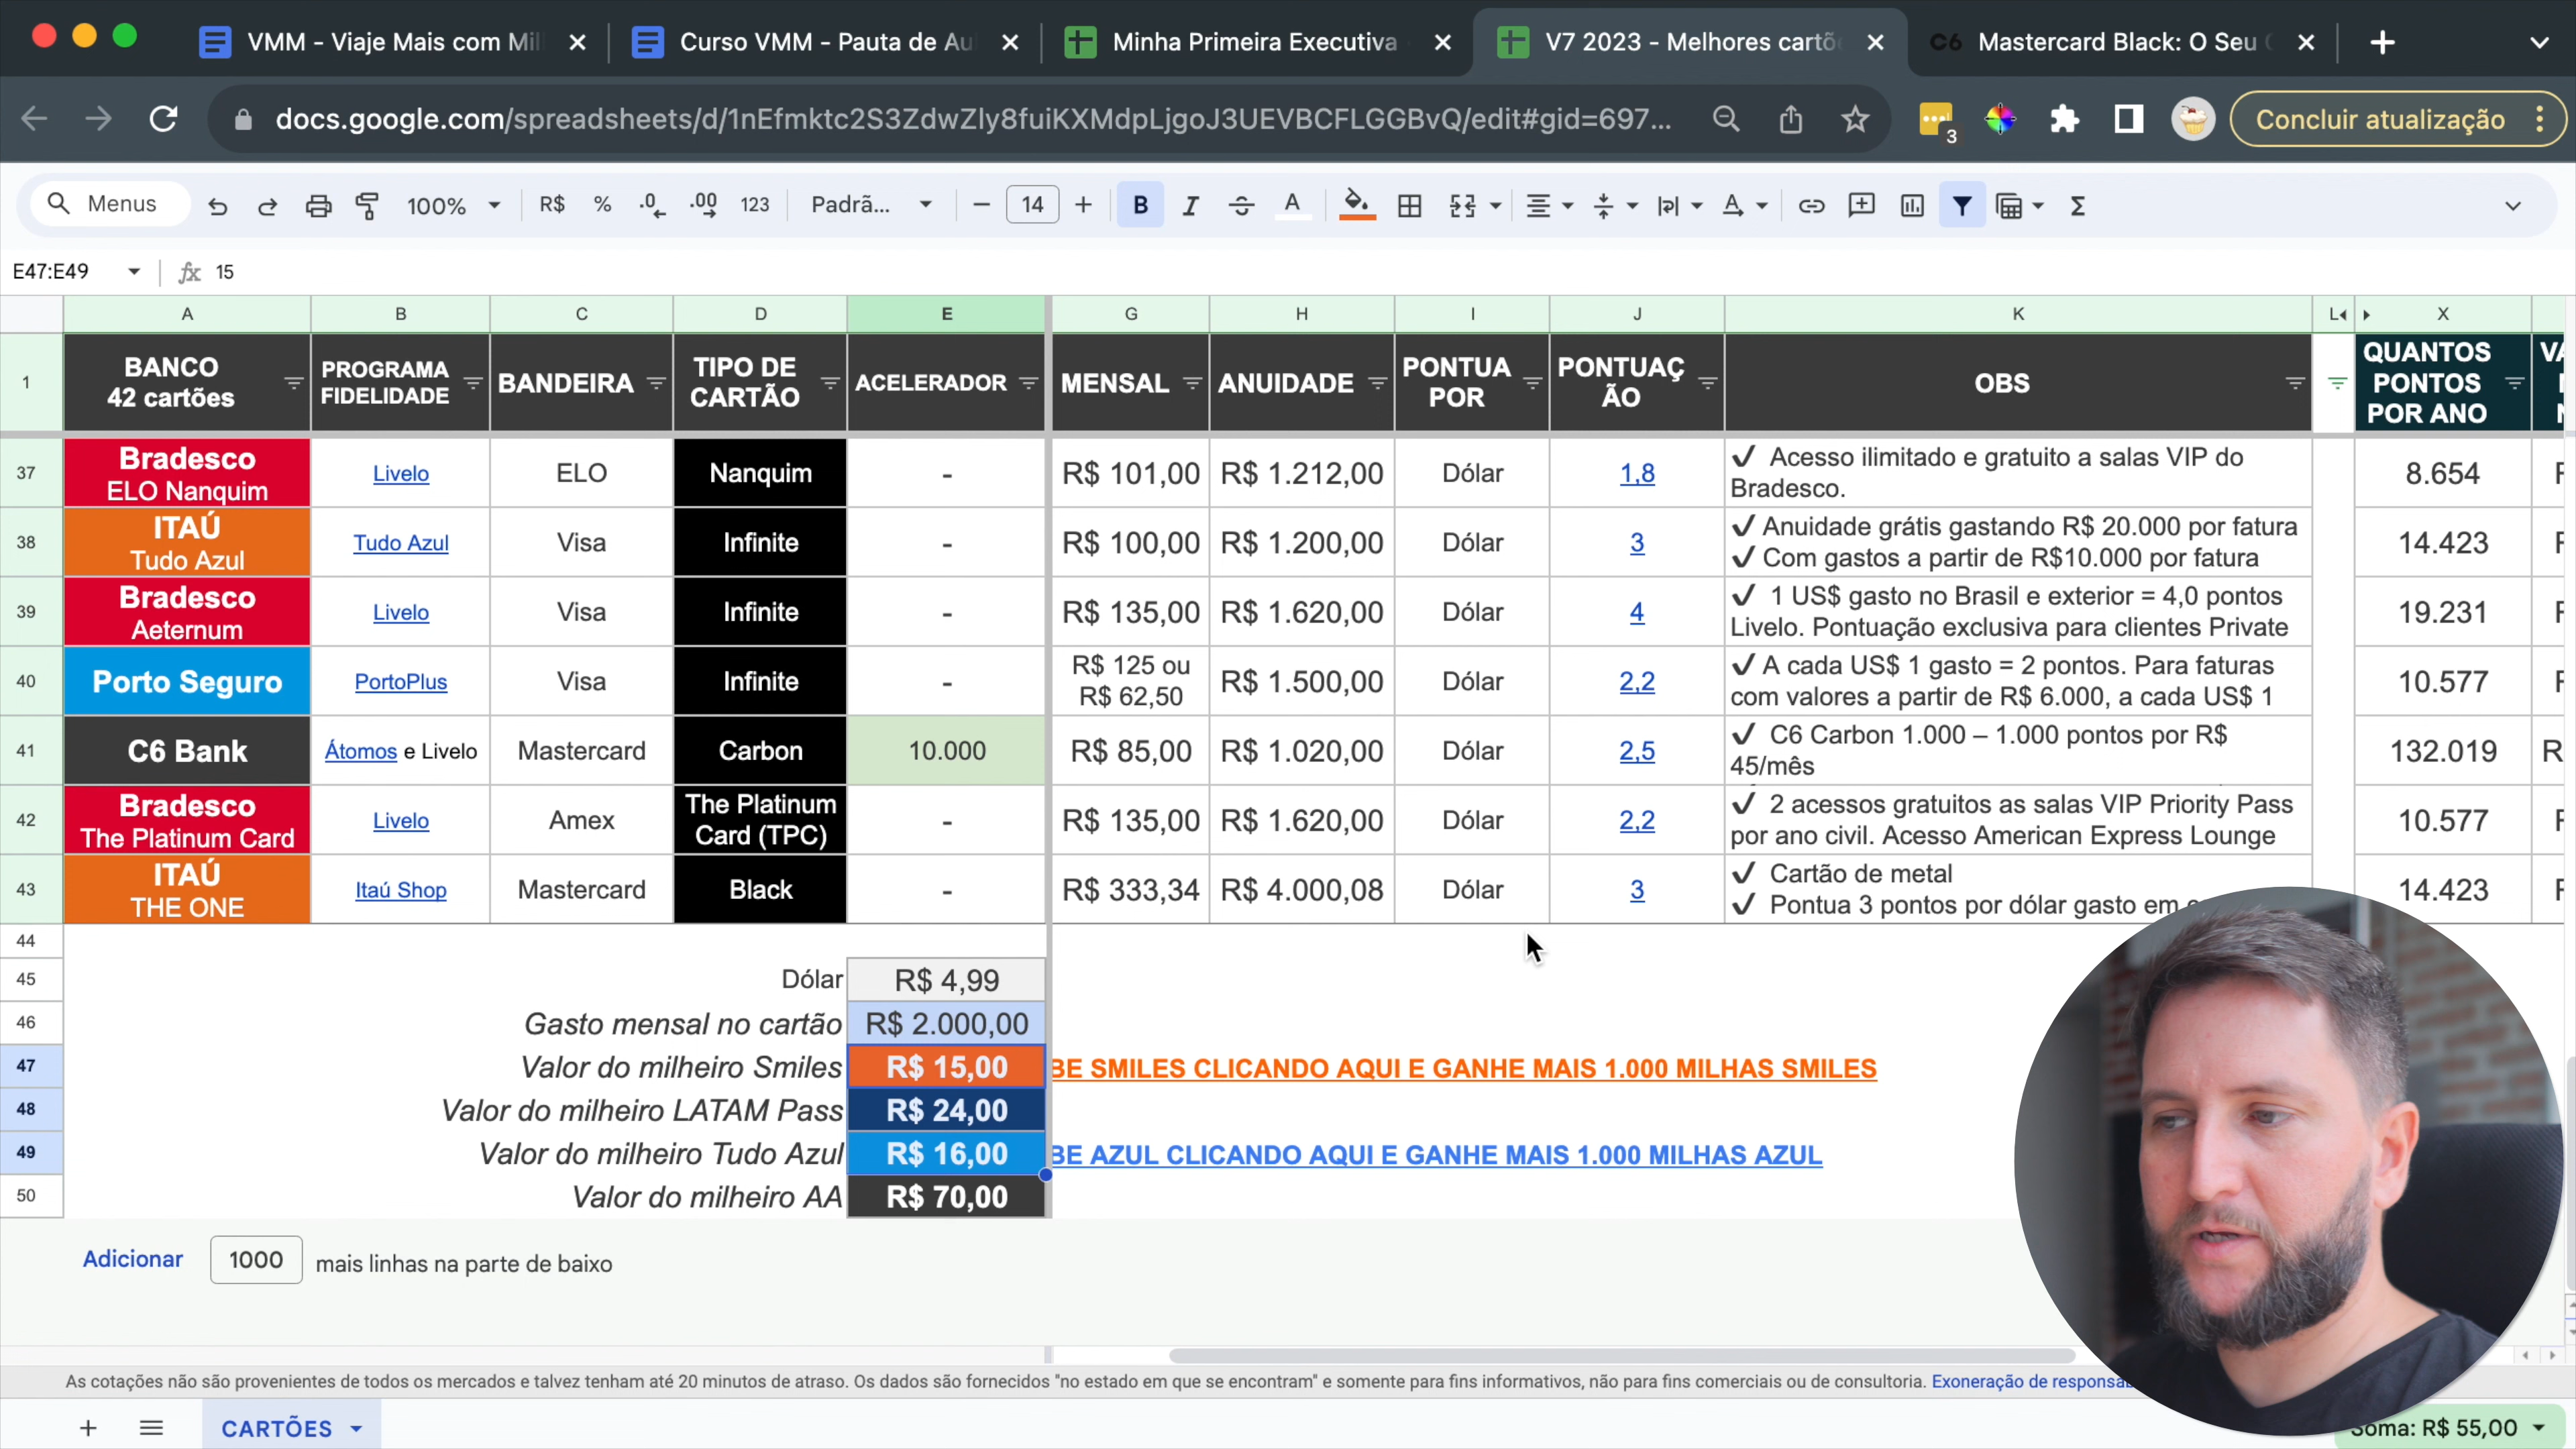 VMM - Viaje Mais com Mil
Curso VMM - Pauta de Au
Minha Primeira Executiva
V7 2023 - Melhores cartõe
C6 Mastercard Black: O Seu
docs.google.com/spreadsheets/d/1nEfmktc2S3ZdwZly8fuiKXMdpLjgoJ3UEVBCFLGGBvQ/edit#gid=697...
3
Concluir atualização
Menus 100% R$ % .0 .00 123 Padrã... 14 B I A
E47:E49 fx 15
A B C D E G H I J K L X
1
BANCO
42 cartões
PROGRAMA
FIDELIDADE
BANDEIRA
TIPO DE
CARTÃO
ACELERADOR
MENSAL
ANUIDADE
PONTUA
POR
PONTUAÇ
ÃO
OBS
QUANTOS
PONTOS
POR ANO
37
Bradesco
ELO Nanquim
Livelo ELO Nanquim - R$ 101,00 R$ 1.212,00 Dólar 1,8
✔ Acesso ilimitado e gratuito a salas VIP do
Bradesco.
8.654
38
ITAÚ
Tudo Azul
Tudo Azul Visa Infinite - R$ 100,00 R$ 1.200,00 Dólar 3
✔ Anuidade grátis gastando R$ 20.000 por fatura
✔ Com gastos a partir de R$10.000 por fatura
14.423
39
Bradesco
Aeternum
Livelo Visa Infinite - R$ 135,00 R$ 1.620,00 Dólar 4
✔ 1 US$ gasto no Brasil e exterior = 4,0 pontos
Livelo. Pontuação exclusiva para clientes Private
19.231
40
Porto Seguro PortoPlus Visa Infinite -
R$ 125 ou
R$ 62,50
R$ 1.500,00 Dólar 2,2
✔ A cada US$ 1 gasto = 2 pontos. Para faturas
com valores a partir de R$ 6.000, a cada US$ 1
10.577
41
C6 Bank Átomos e Livelo Mastercard Carbon 10.000 R$ 85,00 R$ 1.020,00 Dólar 2,5
✔ C6 Carbon 1.000 – 1.000 pontos por R$
45/mês
132.019 R
42
Bradesco
The Platinum Card
Livelo Amex
The Platinum
Card (TPC)
- R$ 135,00 R$ 1.620,00 Dólar 2,2
✔ 2 acessos gratuitos as salas VIP Priority Pass
por ano civil. Acesso American Express Lounge
10.577
43
ITAÚ
THE ONE
Itaú Shop Mastercard Black - R$ 333,34 R$ 4.000,08 Dólar 3
✔ Cartão de metal
✔ Pontua 3 pontos por dólar gasto em
14.423
44
45 Dólar R$ 4,99
46 Gasto mensal no cartão R$ 2.000,00
47 Valor do milheiro Smiles R$ 15,00 BE SMILES CLICANDO AQUI E GANHE MAIS 1.000 MILHAS SMILES
48 Valor do milheiro LATAM Pass R$ 24,00
49 Valor do milheiro Tudo Azul R$ 16,00 BE AZUL CLICANDO AQUI E GANHE MAIS 1.000 MILHAS AZUL
50 Valor do milheiro AA R$ 70,00
Adicionar 1000 mais linhas na parte de baixo
As cotações não são provenientes de todos os mercados e talvez tenham até 20 minutos de atraso. Os dados são fornecidos "no estado em que se encontram" e somente para fins informativos, não para fins comerciais ou de consultoria. Exoneração de responsab
CARTÕES
Soma: R$ 55,00